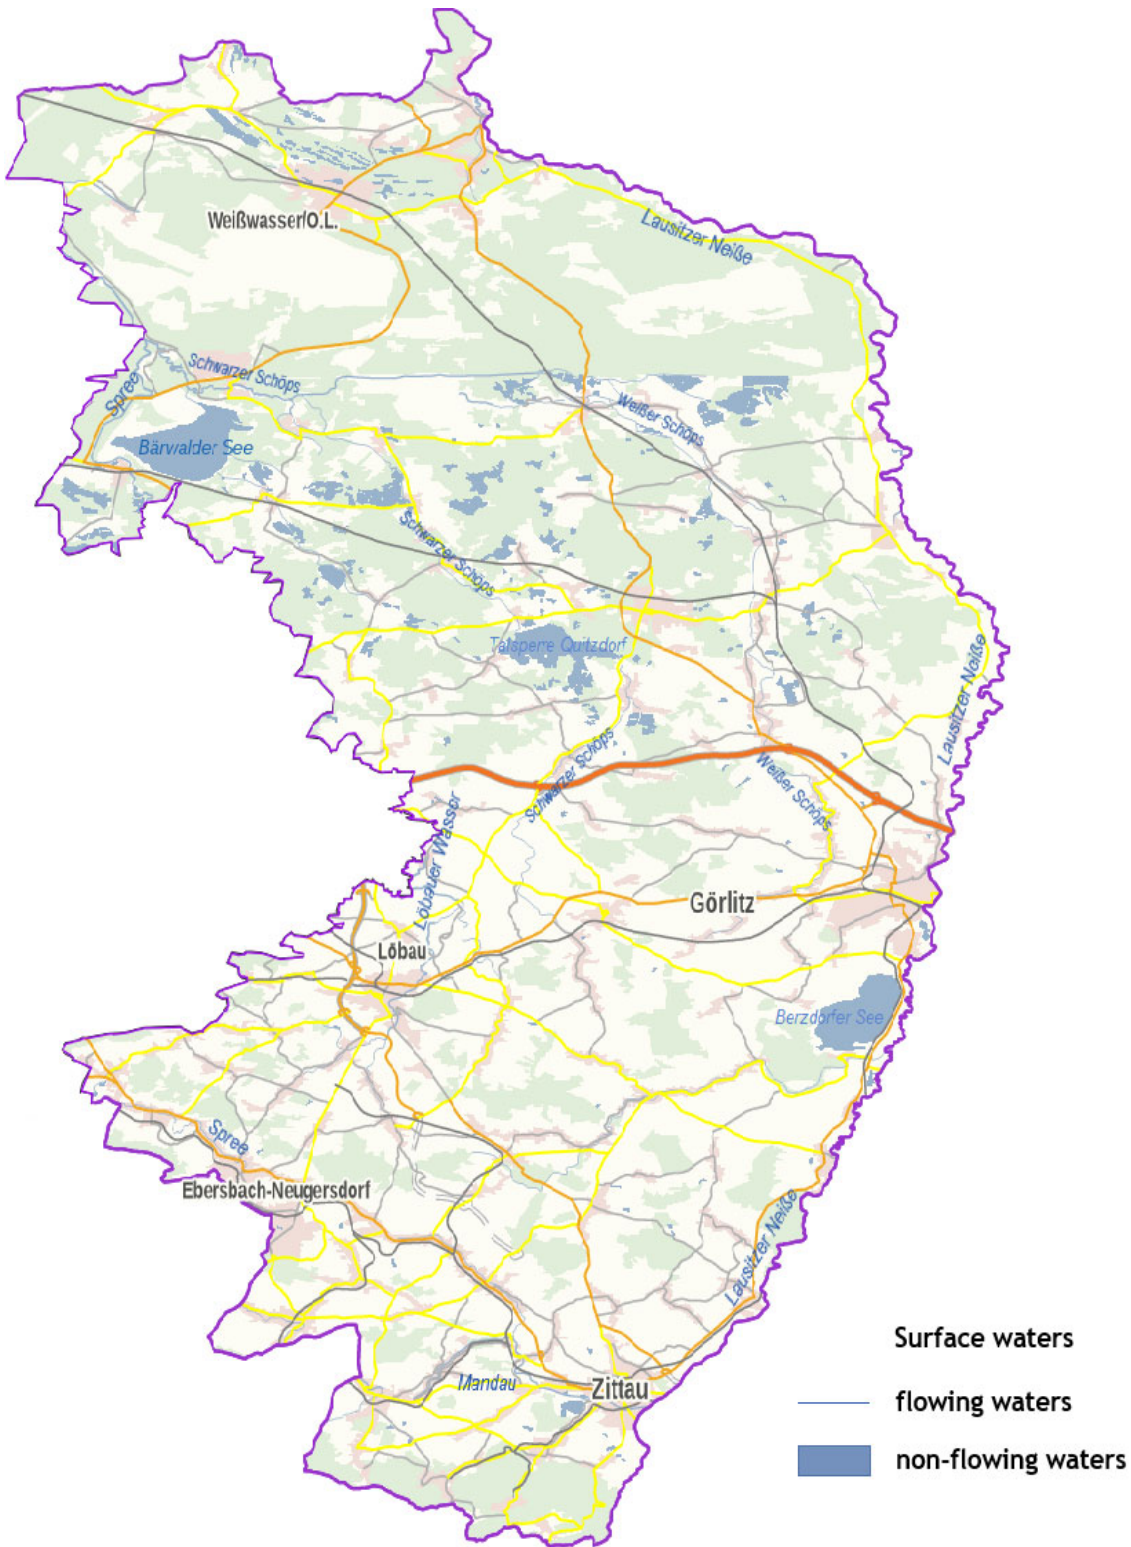 Weißwasser/O.L.
Lausitzer Neiße
Schwarzer Schöps
Spree
Weißer Schöps
Bärwalder See
Schwarzer Schöps
Talsperre Quitzdorf
Lausitzer Neiße
Schwarzer Schöps
Weißer Schöps
Löbauer Wasser
Görlitz
Löbau
Berzdorfer See
Spree
Ebersbach-Neugersdorf
Lausitzer Neiße
Surface waters
Mandau
Zittau
flowing waters
non-flowing waters